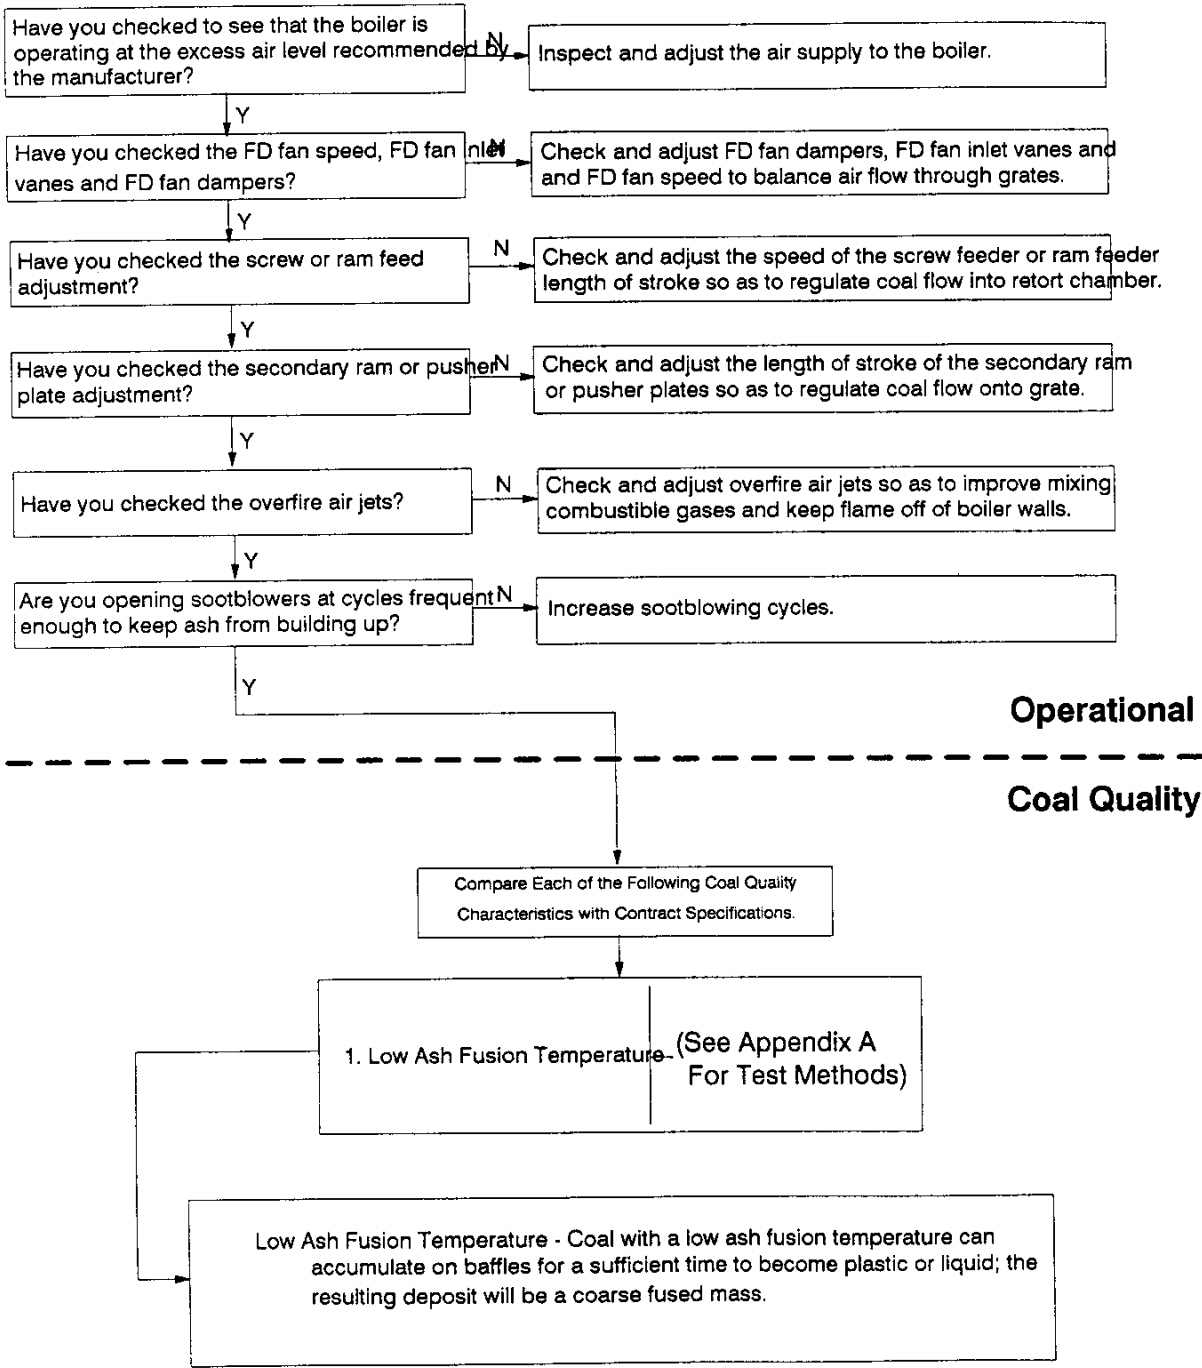 Have you checked to see that the boiler is
operating at the excess air level recommended by
the manufacturer?
N
Inspect and adjust the air supply to the boiler.
Y
Have you checked the FD fan speed, FD fan Inlet
vanes and FD fan dampers?
N
Check and adjust FD fan dampers, FD fan inlet vanes and
and FD fan speed to balance air flow through grates.
Y
Have you checked the screw or ram feed
adjustment?
N
Check and adjust the speed of the screw feeder or ram feeder
length of stroke so as to regulate coal flow into retort chamber.
Y
Have you checked the secondary ram or pusher
plate adjustment?
N
Check and adjust the length of stroke of the secondary ram
or pusher plates so as to regulate coal flow onto grate.
Y
Have you checked the overfire air jets?
N
Check and adjust overfire air jets so as to improve mixing
combustible gases and keep flame off of boiler walls.
Y
Are you opening sootblowers at cycles frequent
enough to keep ash from building up?
N
Increase sootblowing cycles.
Y
Operational
Coal Quality
Compare Each of the Following Coal Quality
Characteristics with Contract Specifications.
1. Low Ash Fusion Temperature-
(See Appendix A
For Test Methods)
Low Ash Fusion Temperature - Coal with a low ash fusion temperature can
accumulate on baffles for a sufficient time to become plastic or liquid; the
resulting deposit will be a coarse fused mass.